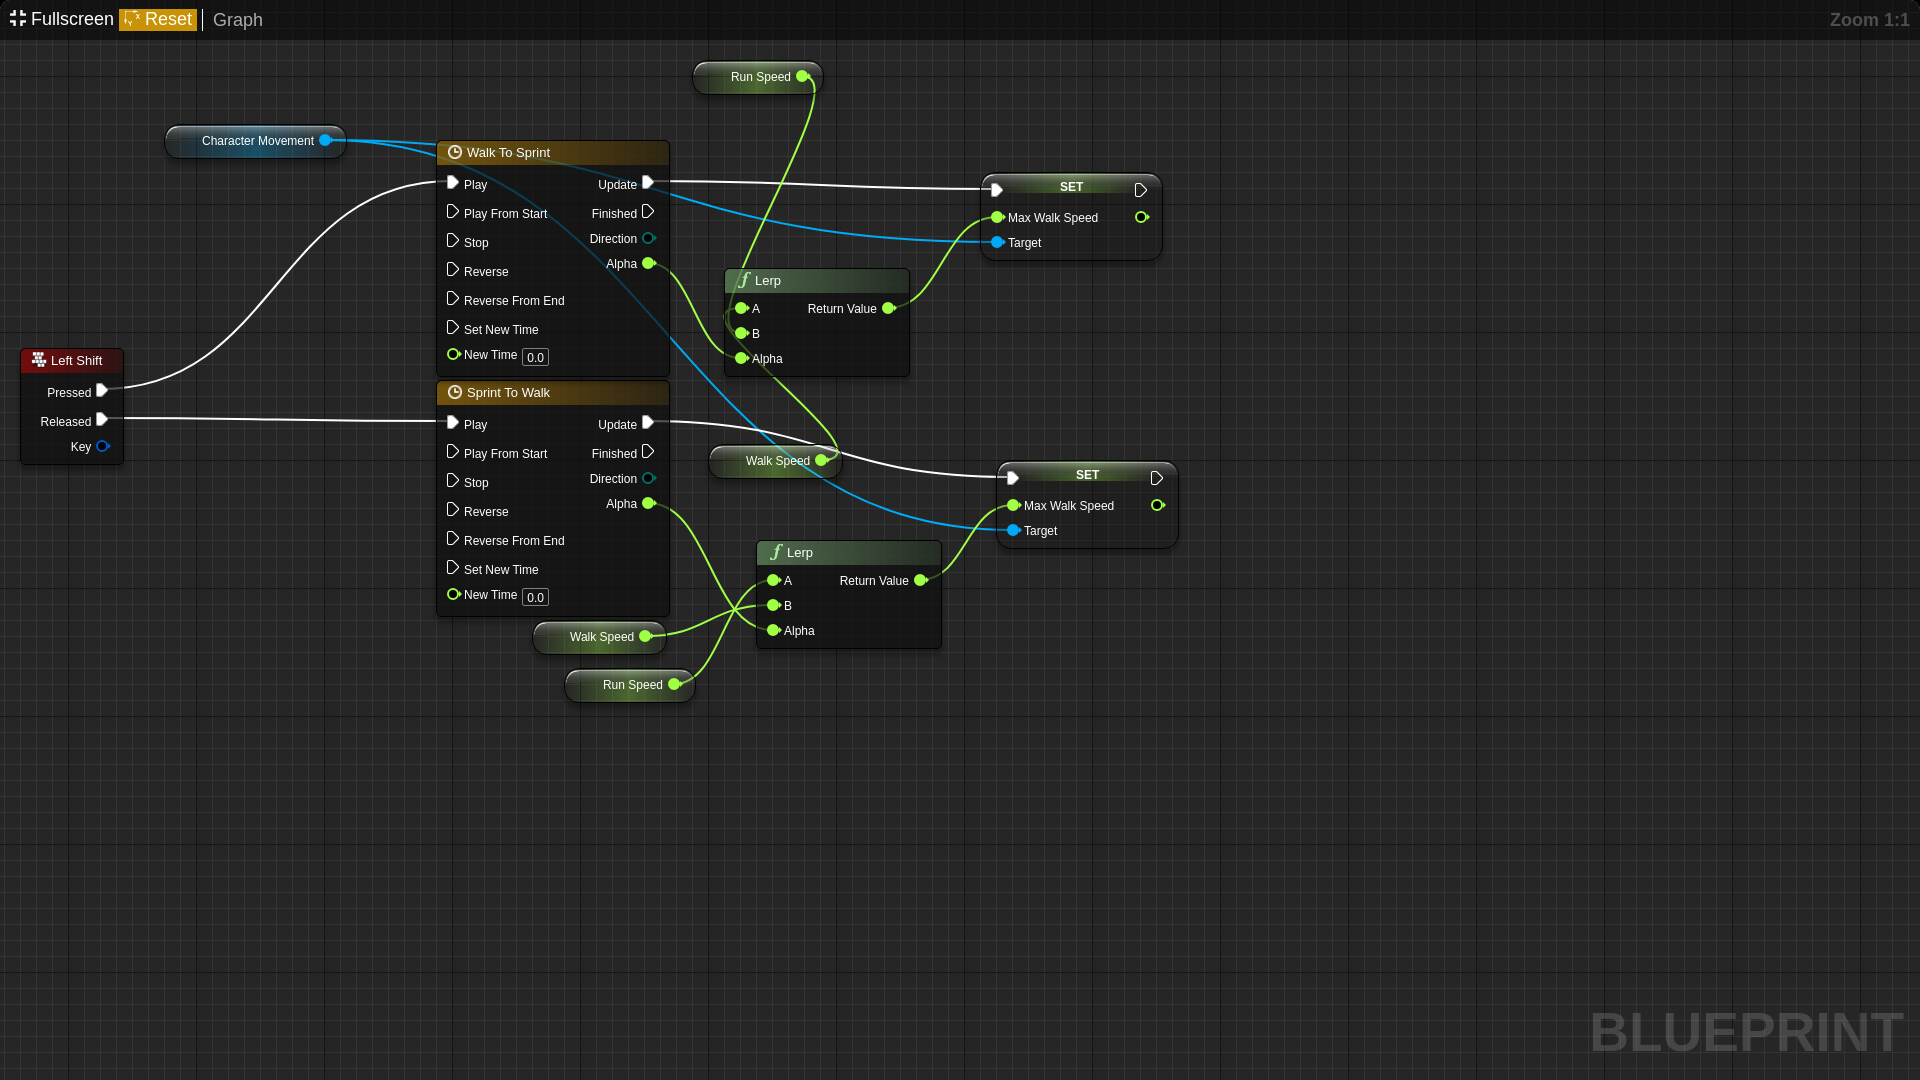 Fullscreen Reset Graph Zoom 1:1
Run Speed
Character Movement
Walk To Sprint
Play Update
Play From Start Finished
Stop Direction
Reverse Alpha
Reverse From End
Set New Time
New Time 0.0
SET
Max Walk Speed
Target
Lerp
A Return Value
B
Alpha
Left Shift
Pressed
Released
Key
Sprint To Walk
Play Update
Play From Start Finished
Stop Direction
Reverse Alpha
Reverse From End
Set New Time
New Time 0.0
Walk Speed
SET
Max Walk Speed
Target
Lerp
A Return Value
B
Alpha
Walk Speed
Run Speed
BLUEPRINT